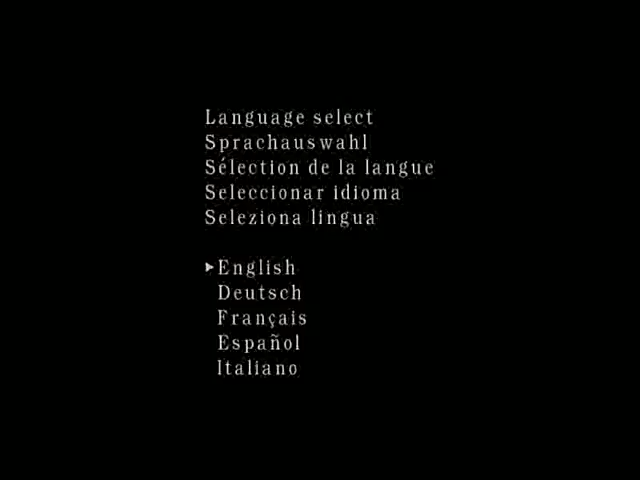 Language select
Sprachauswahl
Sélection de la langue
Seleccionar idioma
Seleziona lingua
English
Deutsch
Français
Español
Italiano